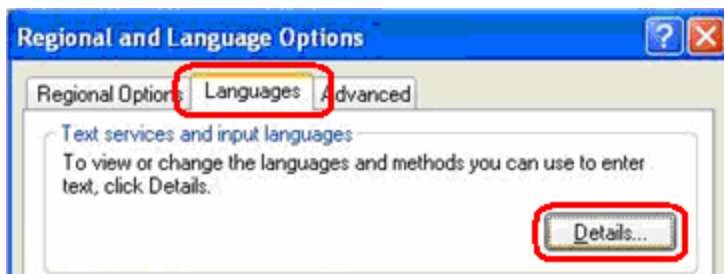 Regional and Language Options
Regional Options Languages Advanced
Text services and input languages
To view or change the languages and methods you can use to enter
text, click Details.
Details...